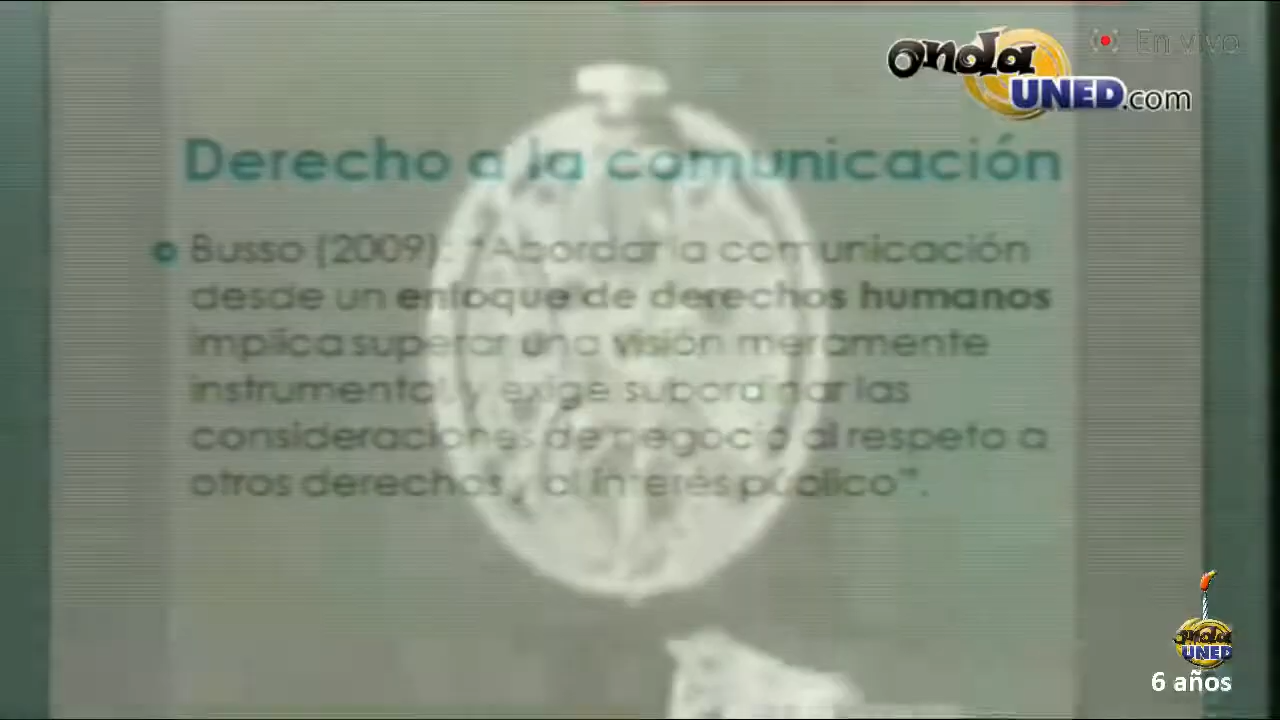 onda
UNED.com
En vivo
Derecho a la comunicación
Busso (2009): “Abordar la comunicación
desde un enfoque de derechos humanos
implica superar una visión meramente
instrumental, y exige subordinar las
consideraciones de negocio al respeto a
otros derechos y al interés público”.
onda
UNED
6 años